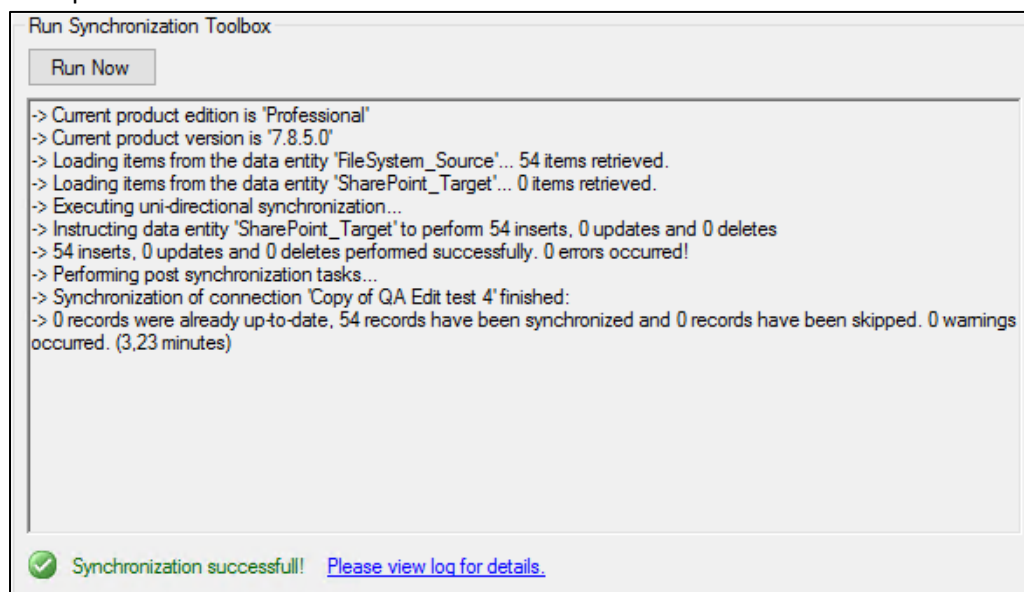 Run Synchronization Toolbox
Run Now
-> Current product edition is 'Professional'
-> Current product version is '7.8.5.0'
-> Loading items from the data entity 'FileSystem_Source'... 54 items retrieved.
-> Loading items from the data entity 'SharePoint_Target'... 0 items retrieved.
-> Executing uni-directional synchronization...
-> Instructing data entity 'SharePoint_Target' to perform 54 inserts, 0 updates and 0 deletes
-> 54 inserts, 0 updates and 0 deletes performed successfully. 0 errors occurred!
-> Performing post synchronization tasks...
-> Synchronization of connection 'Copy of QA Edit test 4' finished:
-> 0 records were already up-to-date, 54 records have been synchronized and 0 records have been skipped. 0 warnings
occurred. (3,23 minutes)
Synchronization successfull! Please view log for details.